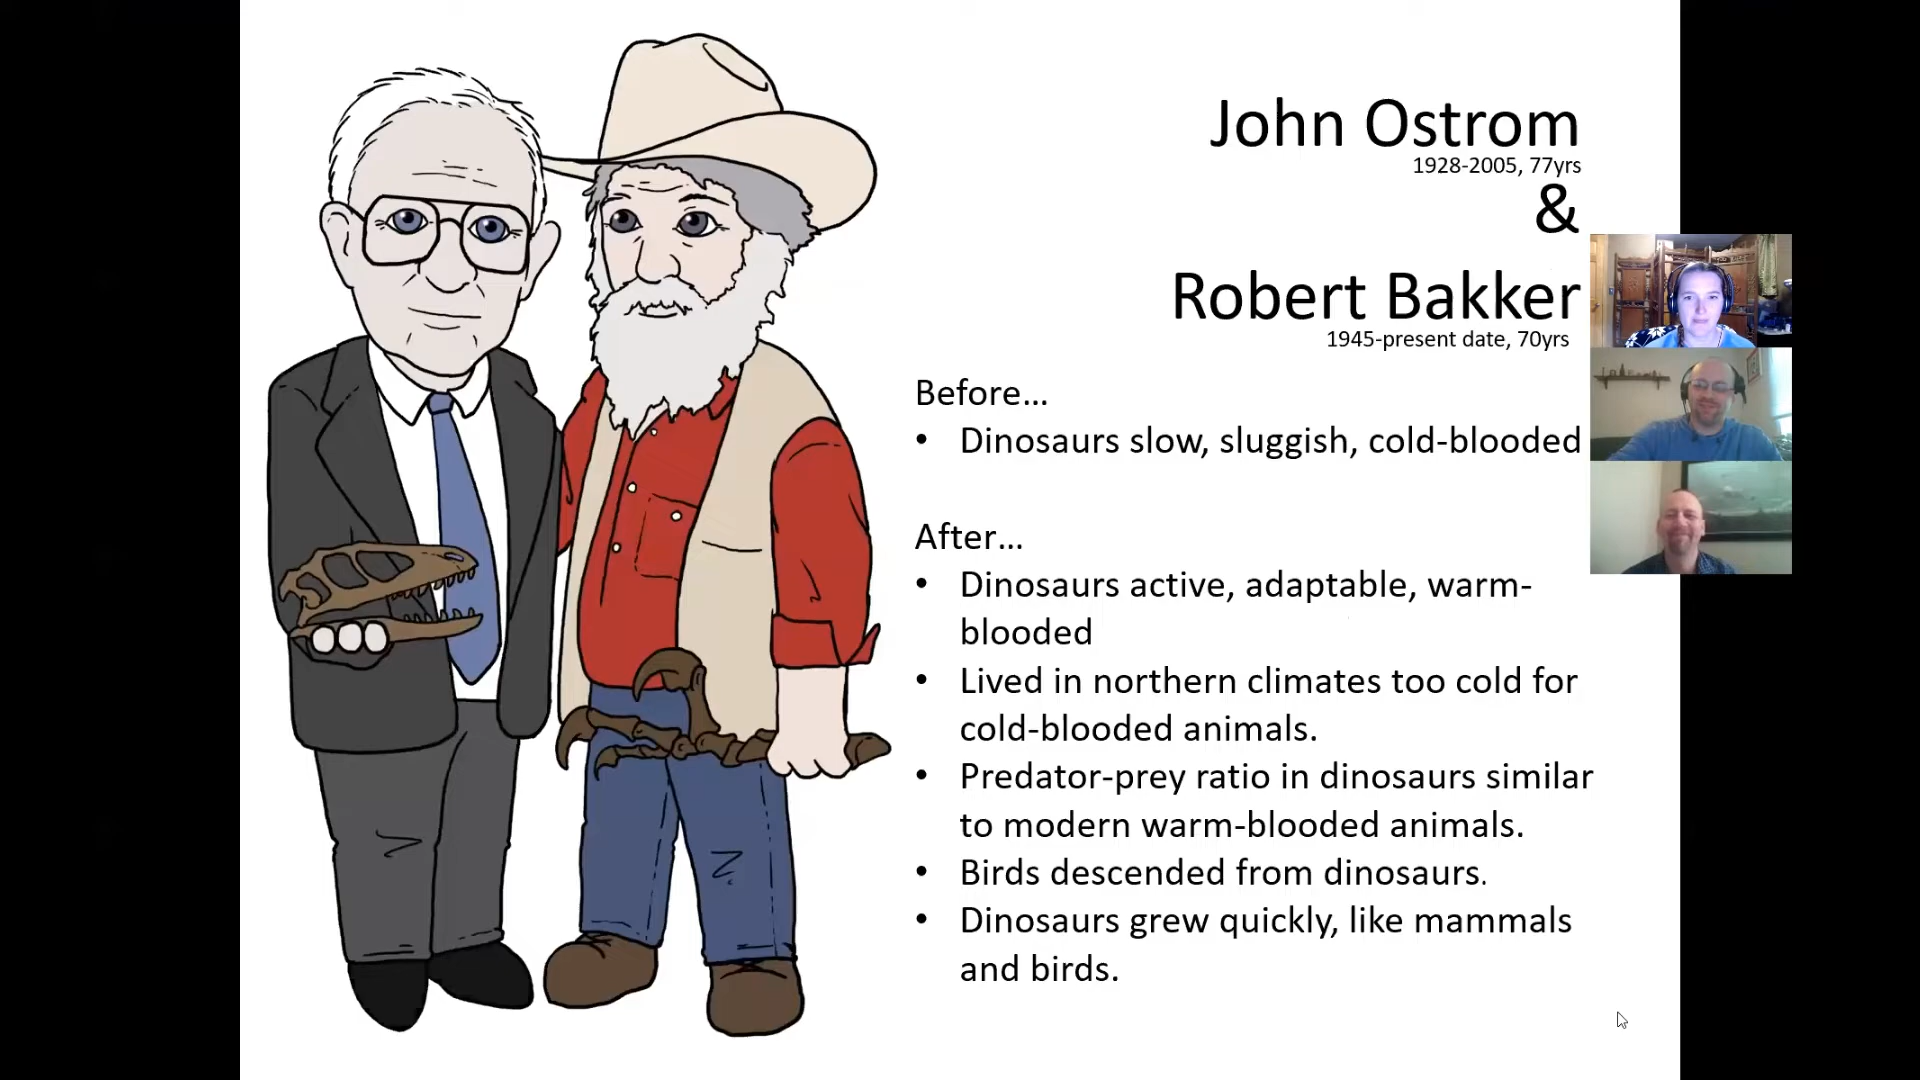 John Ostrom
1928-2005, 77yrs
&
Robert Bakker
1945-present date, 70yrs
Before...
• Dinosaurs slow, sluggish, cold-blooded
After...
• Dinosaurs active, adaptable, warm-
blooded
• Lived in northern climates too cold for
cold-blooded animals.
• Predator-prey ratio in dinosaurs similar
to modern warm-blooded animals.
• Birds descended from dinosaurs.
• Dinosaurs grew quickly, like mammals
and birds.